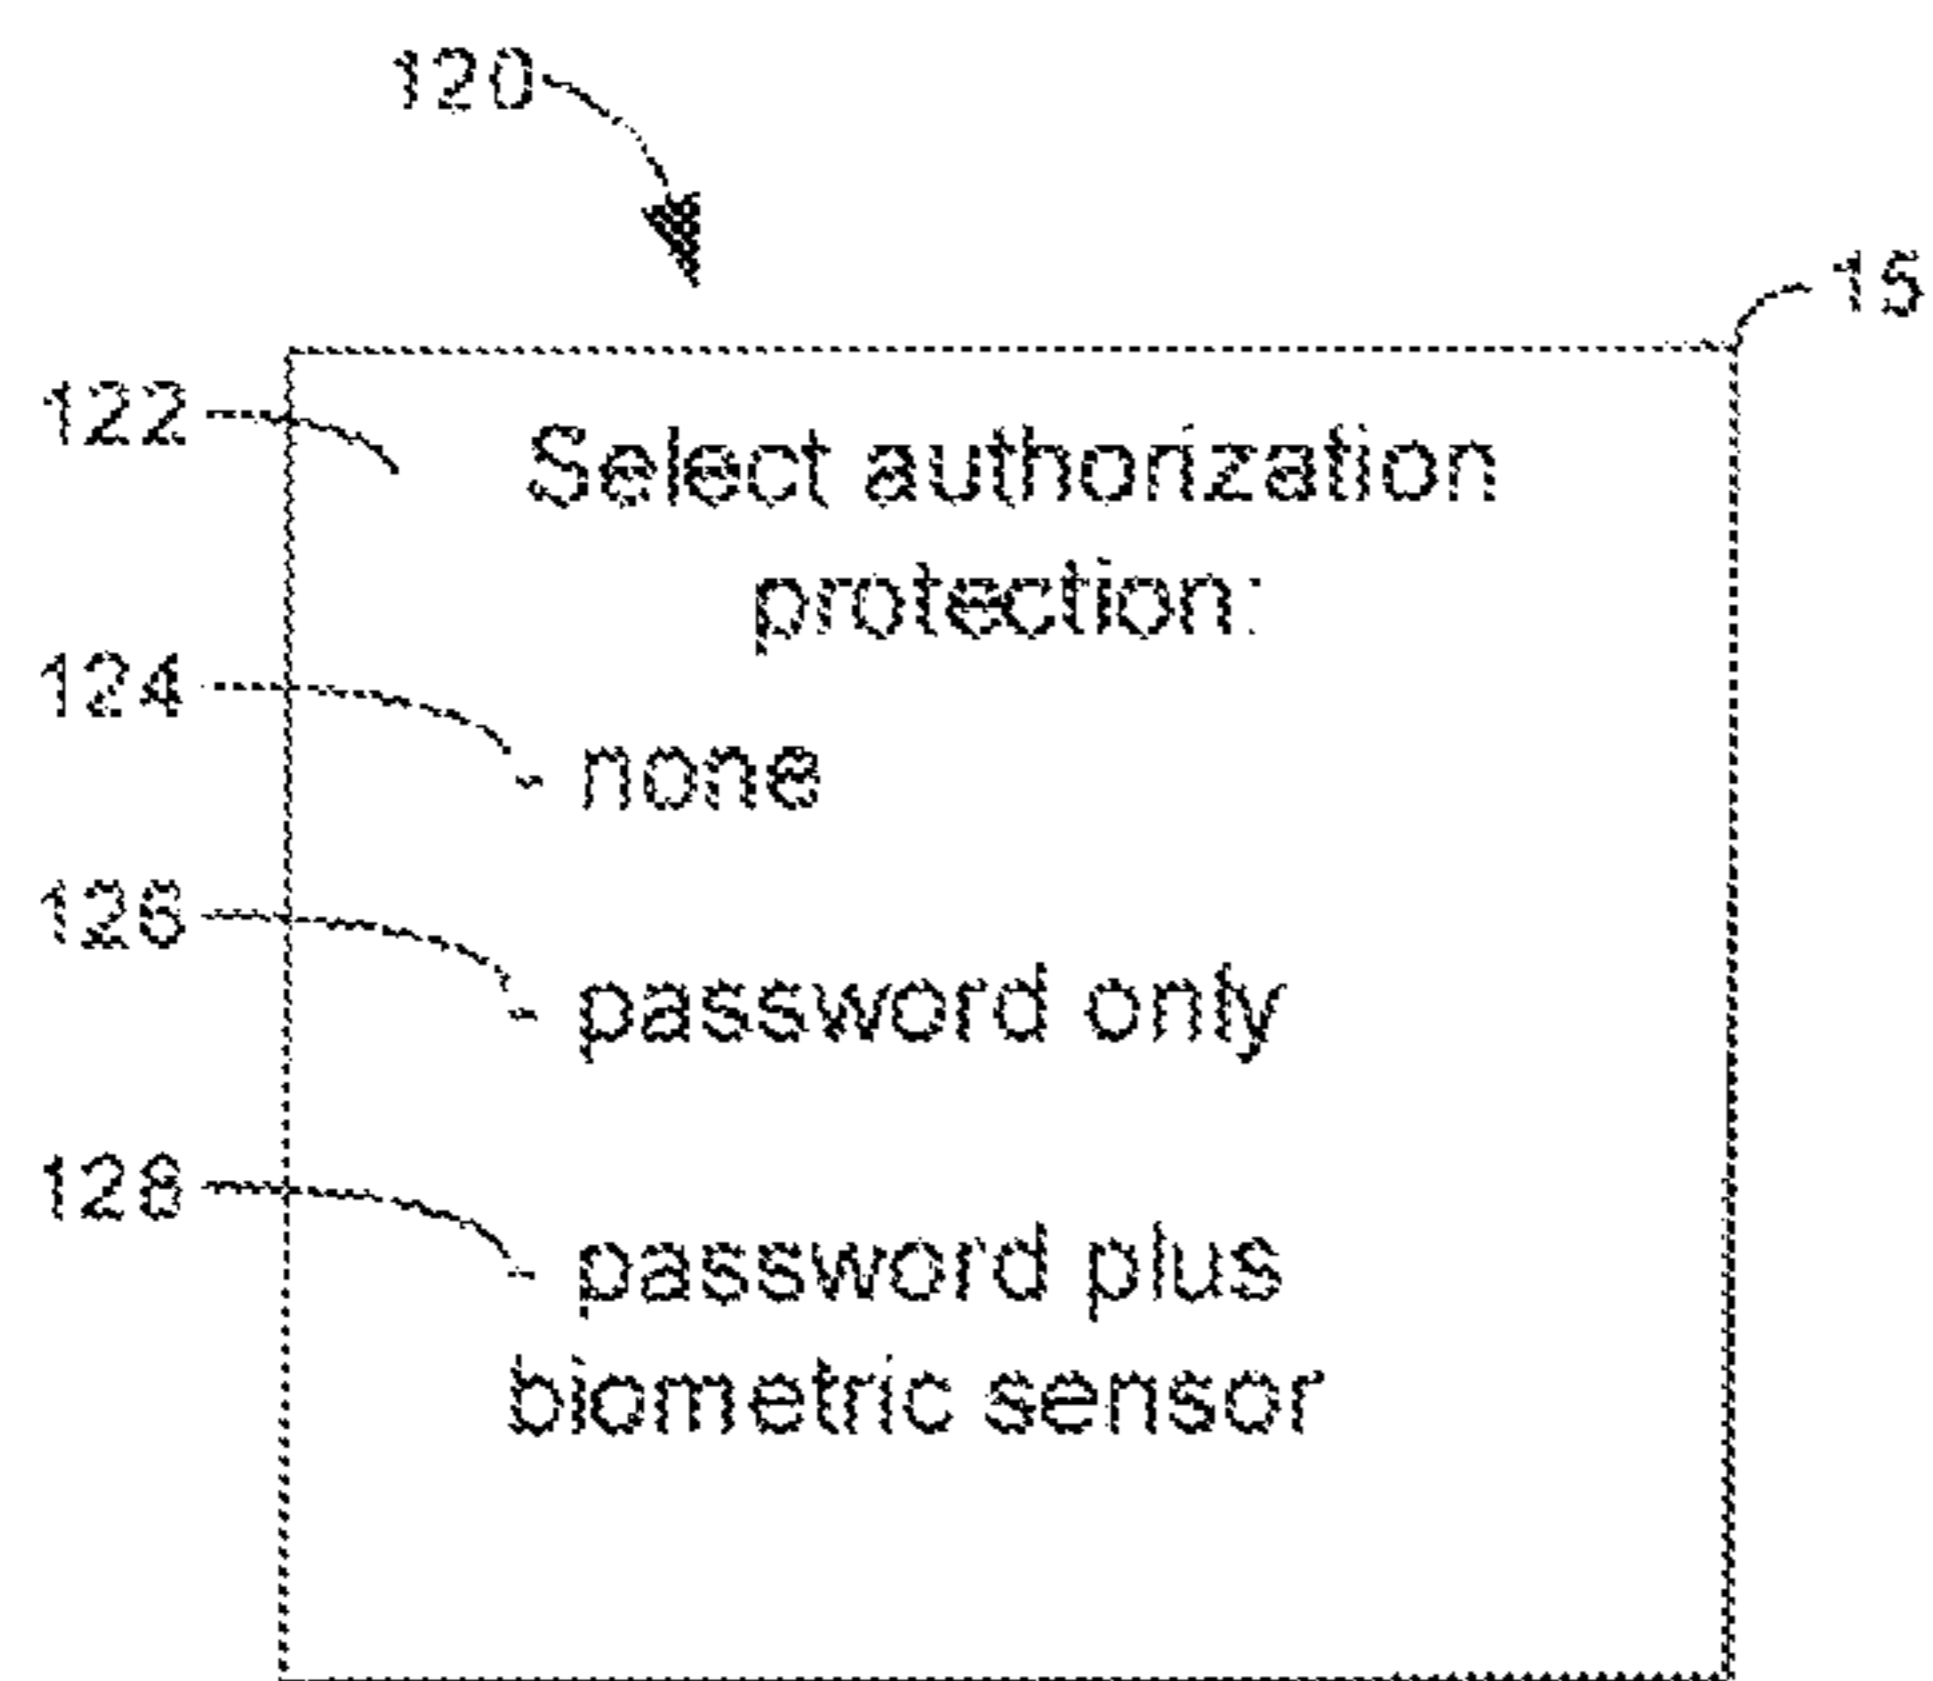 120
15
122
Select authorization
protection:
124
- none
126
- password only
128
- password plus
biometric sensor